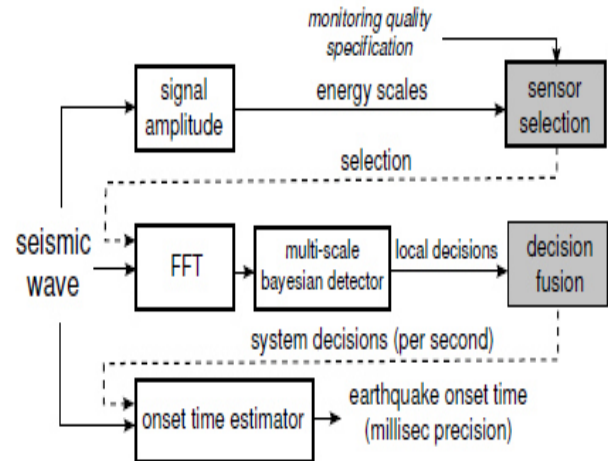 monitoring quality
specification
signal
amplitude
energy scales
sensor
selection
selection
seismic
wave
FFT
multi-scale
bayesian detector
local decisions
decision
fusion
system decisions (per second)
onset time estimator
earthquake onset time
(millisec precision)